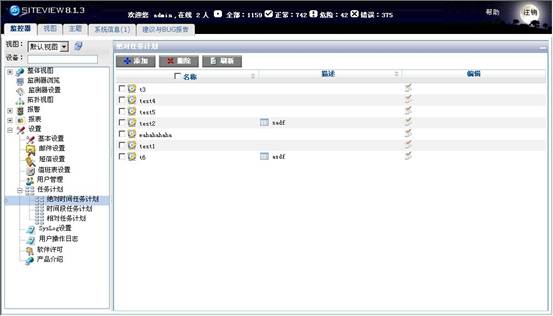 SITEVIEW 8.1.3
欢迎您 admin,在线 2 人 全部：1159 正常：742 危险：42 错误：375
帮助 注销
监控器 视图 主题 系统信息(1) 建议与BUG报告
视图： 默认视图
设备：
整体视图
监测器浏览
监测器设置
拓扑视图
报警
报表
设置
基本设置
邮件设置
短信设置
值班表设置
用户管理
任务计划
绝对时间任务计划
时间段任务计划
相对任务计划
SysLog设置
用户操作日志
软件许可
产品介绍
绝对任务计划
添加 删除 刷新
名称 描述 编辑
t3
test4
test5
test2 sadf
wahahahaha
test1
t6 asdf